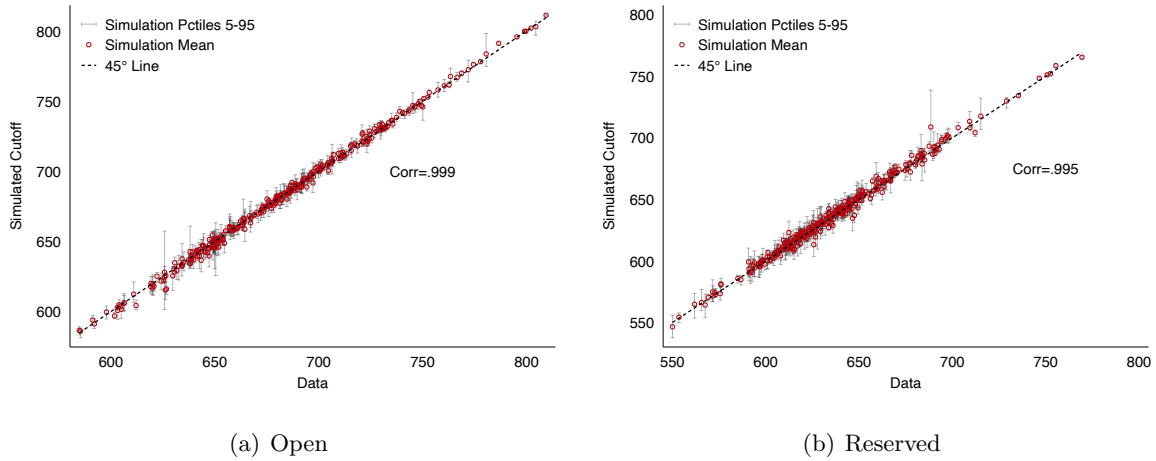 Simulation Pctiles 5-95
Simulation Mean
45° Line
Corr=.999
Simulated Cutoff
800
750
700
650
600
600 650 700 750 800
Data
(a) Open
Simulation Pctiles 5-95
Simulation Mean
45° Line
Corr=.995
Simulated Cutoff
800
750
700
650
600
550
550 600 650 700 750 800
Data
(b) Reserved